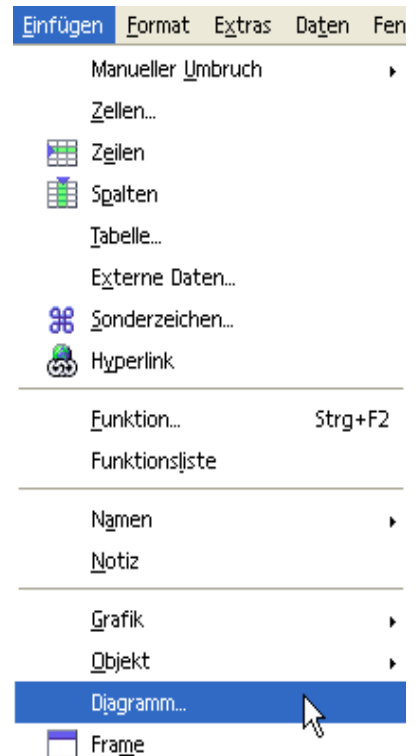 Einfügen Format Extras Daten Fen
Manueller Umbruch
Zellen...
Zeilen
Spalten
Tabelle...
Externe Daten...
Sonderzeichen...
Hyperlink
Funktion... Strg+F2
Funktionsliste
Namen
Notiz
Grafik
Objekt
Diagramm...
Frame